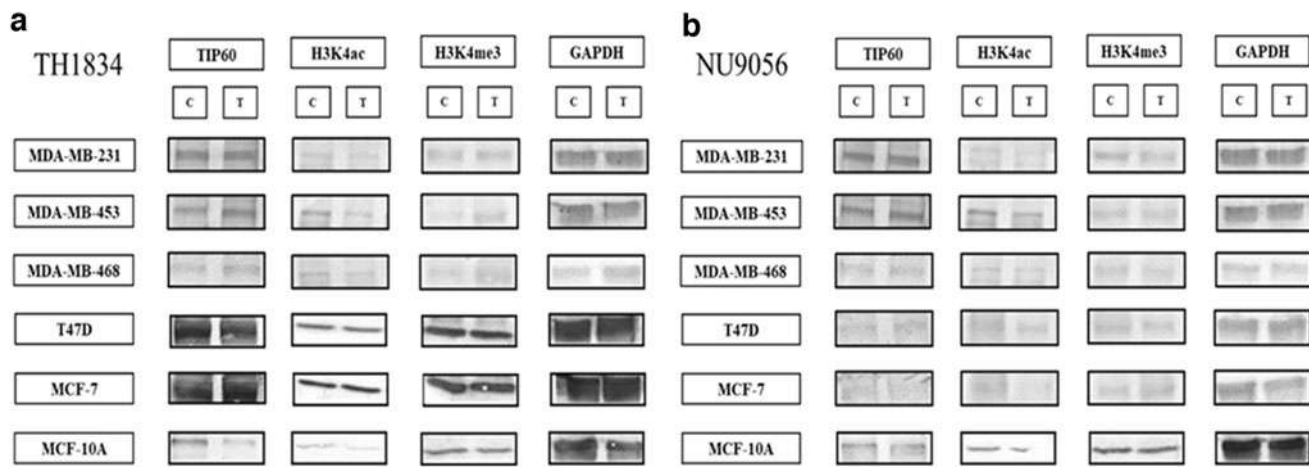 a
b
TH1834 TIP60 H3K4ac H3K4me3 GAPDH
NU9056 TIP60 H3K4ac H3K4me3 GAPDH
C T C T C T C T
C T C T C T C T
MDA-MB-231
MDA-MB-231
MDA-MB-453
MDA-MB-453
MDA-MB-468
MDA-MB-468
T47D
T47D
MCF-7
MCF-7
MCF-10A
MCF-10A